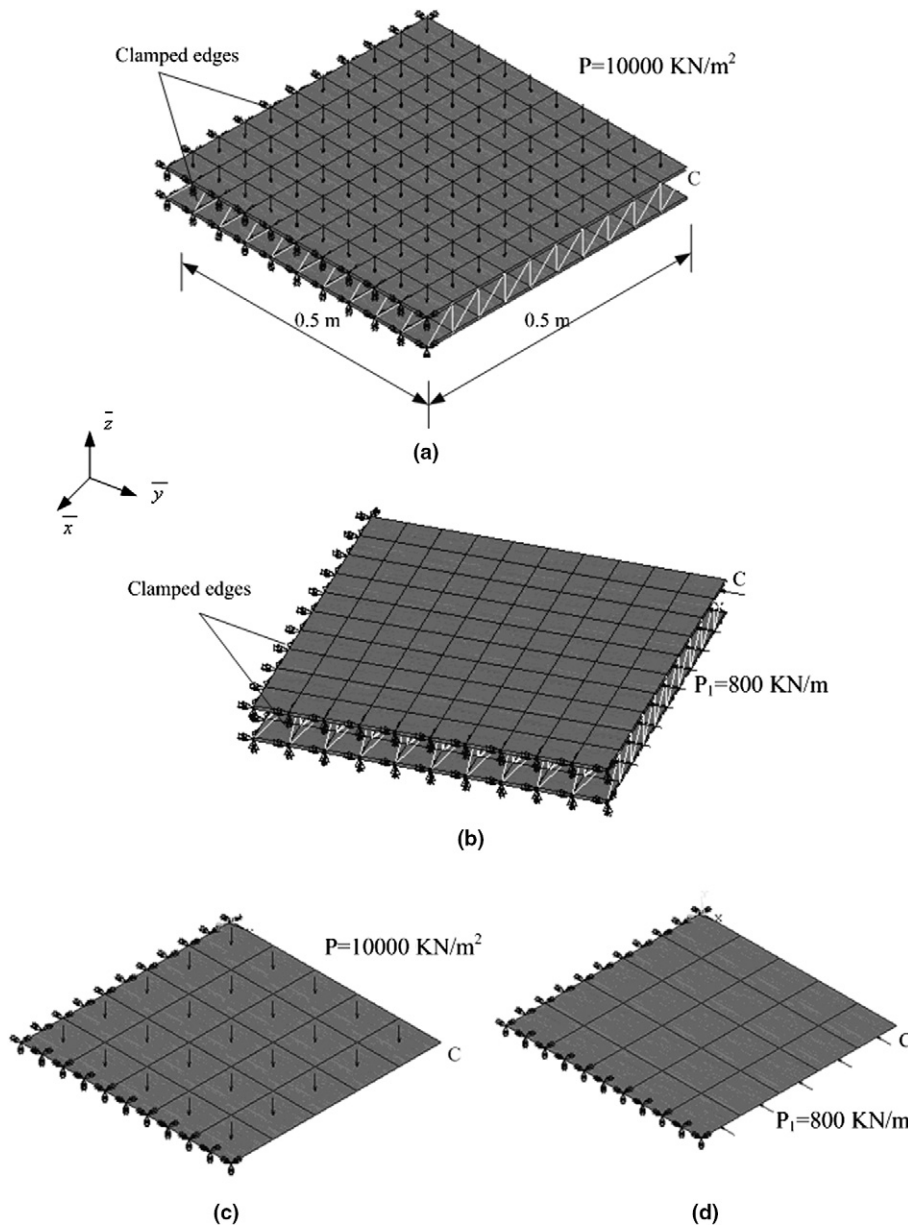 Clamped edges
P=10000 KN/m²
C
0.5 m
0.5 m
(a)
z̅
y̅
x̅
Clamped edges
C
P₁=800 KN/m
(b)
P=10000 KN/m²
C
C
P₁=800 KN/m
(c)
(d)